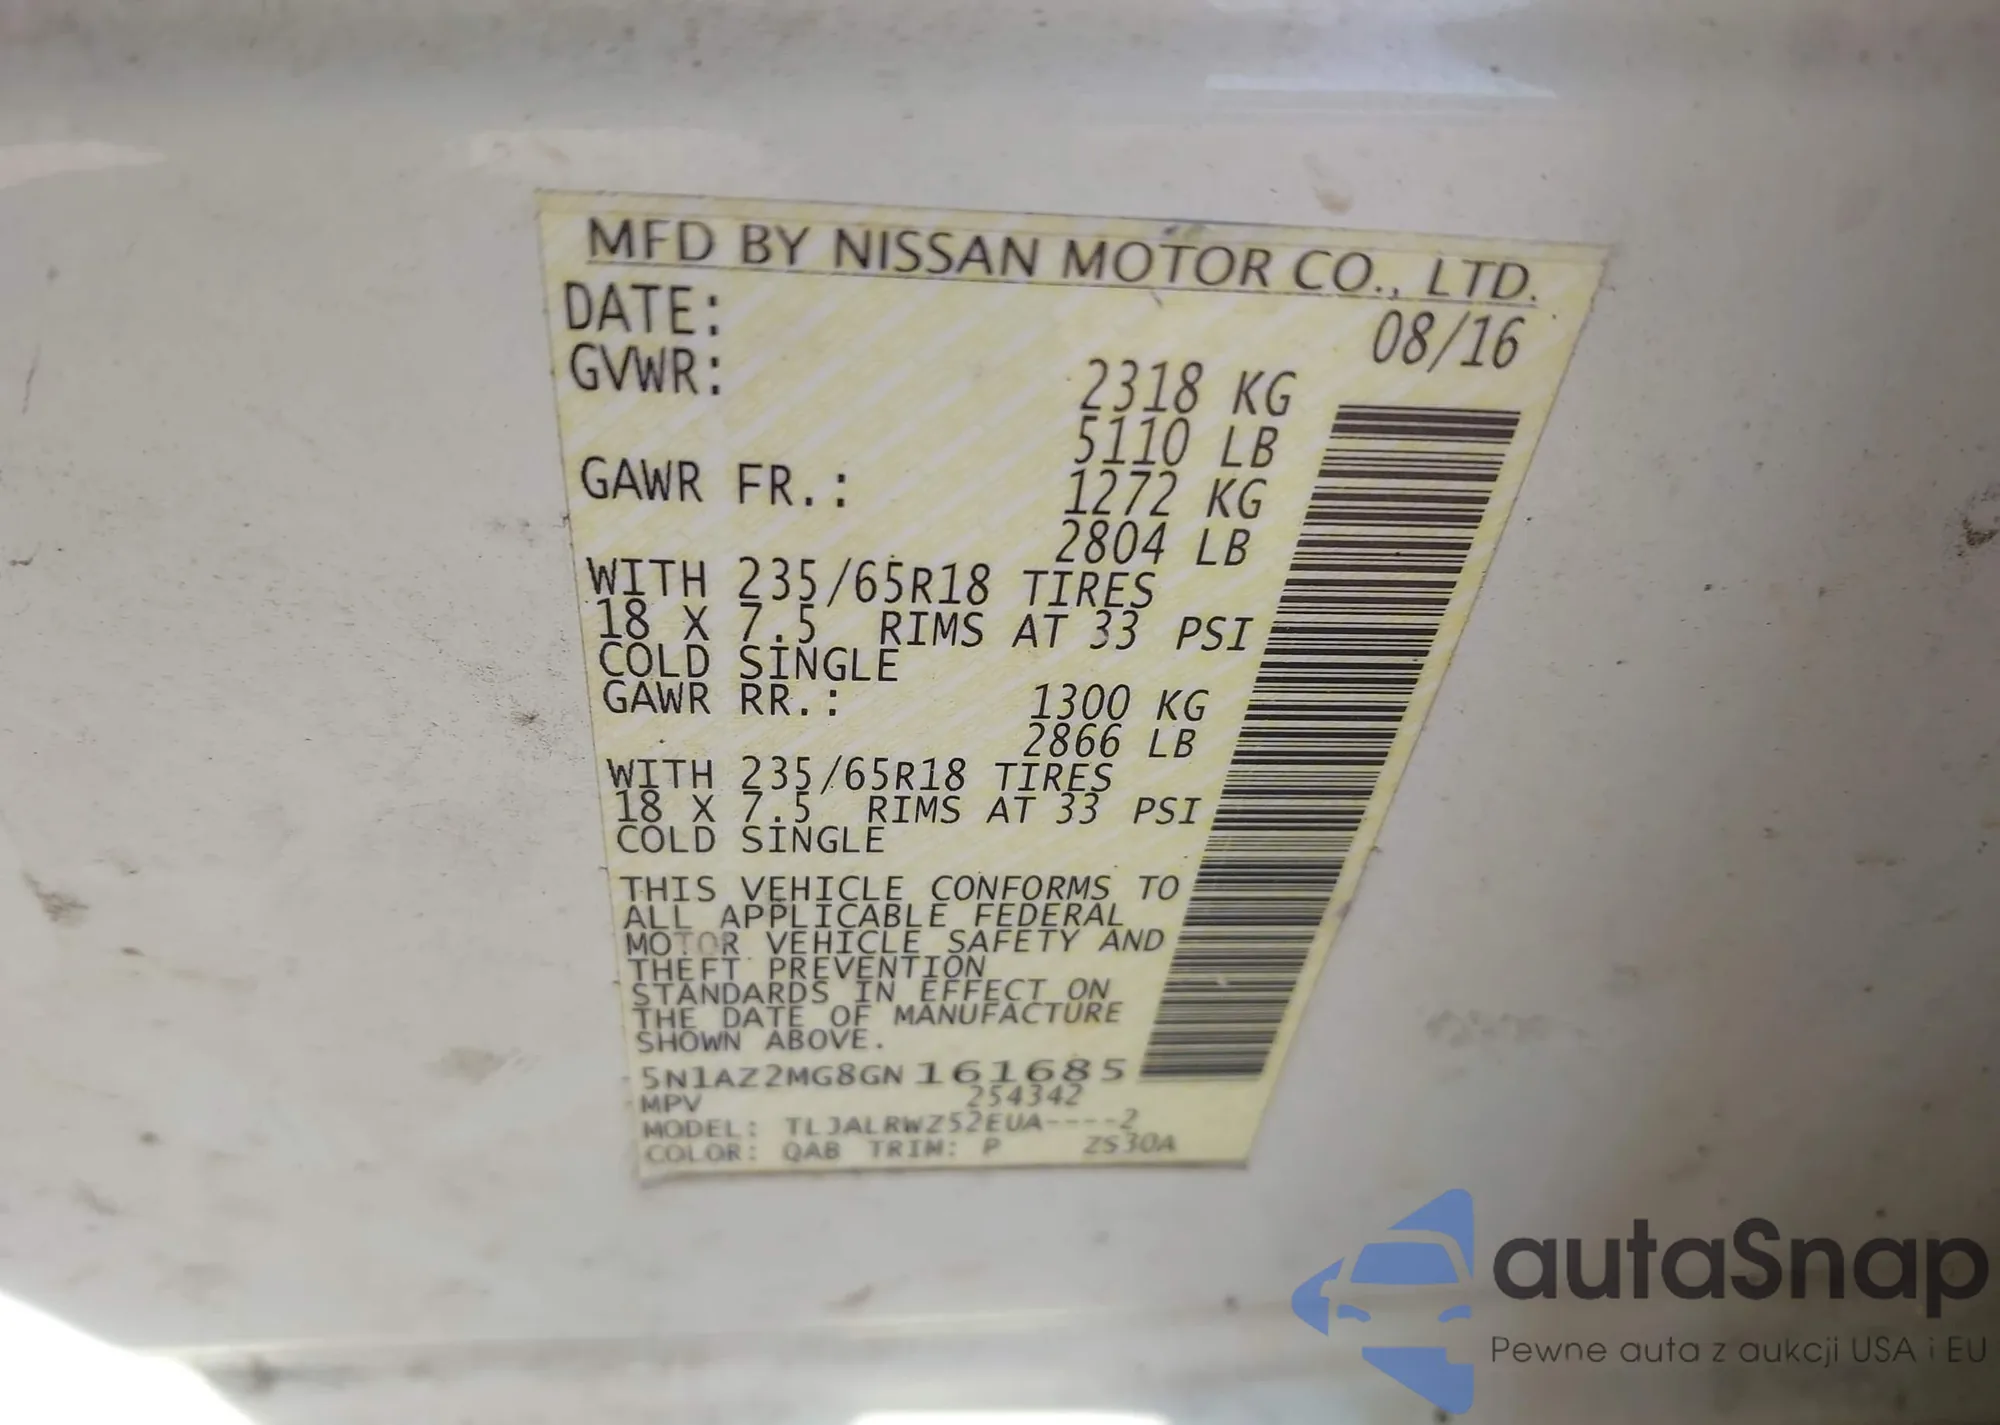 MFD BY NISSAN MOTOR CO., LTD.
DATE: 08/16
GVWR: 2318 KG
5110 LB
GAWR FR.: 1272 KG
2804 LB
WITH 235/65R18 TIRES
18 X 7.5 RIMS AT 33 PSI
COLD SINGLE
GAWR RR.: 1300 KG
2866 LB
WITH 235/65R18 TIRES
18 X 7.5 RIMS AT 33 PSI
COLD SINGLE
THIS VEHICLE CONFORMS TO
ALL APPLICABLE FEDERAL
MOTOR VEHICLE SAFETY AND
THEFT PREVENTION
STANDARDS IN EFFECT ON
THE DATE OF MANUFACTURE
SHOWN ABOVE.
5N1AZ2MG8GN161685
MPV 254342
MODEL: TLJALRWZ52EUA----2
COLOR: QAB TRIM: P ZS30A
autaSnap
Pewne auta z aukcji USA i EU